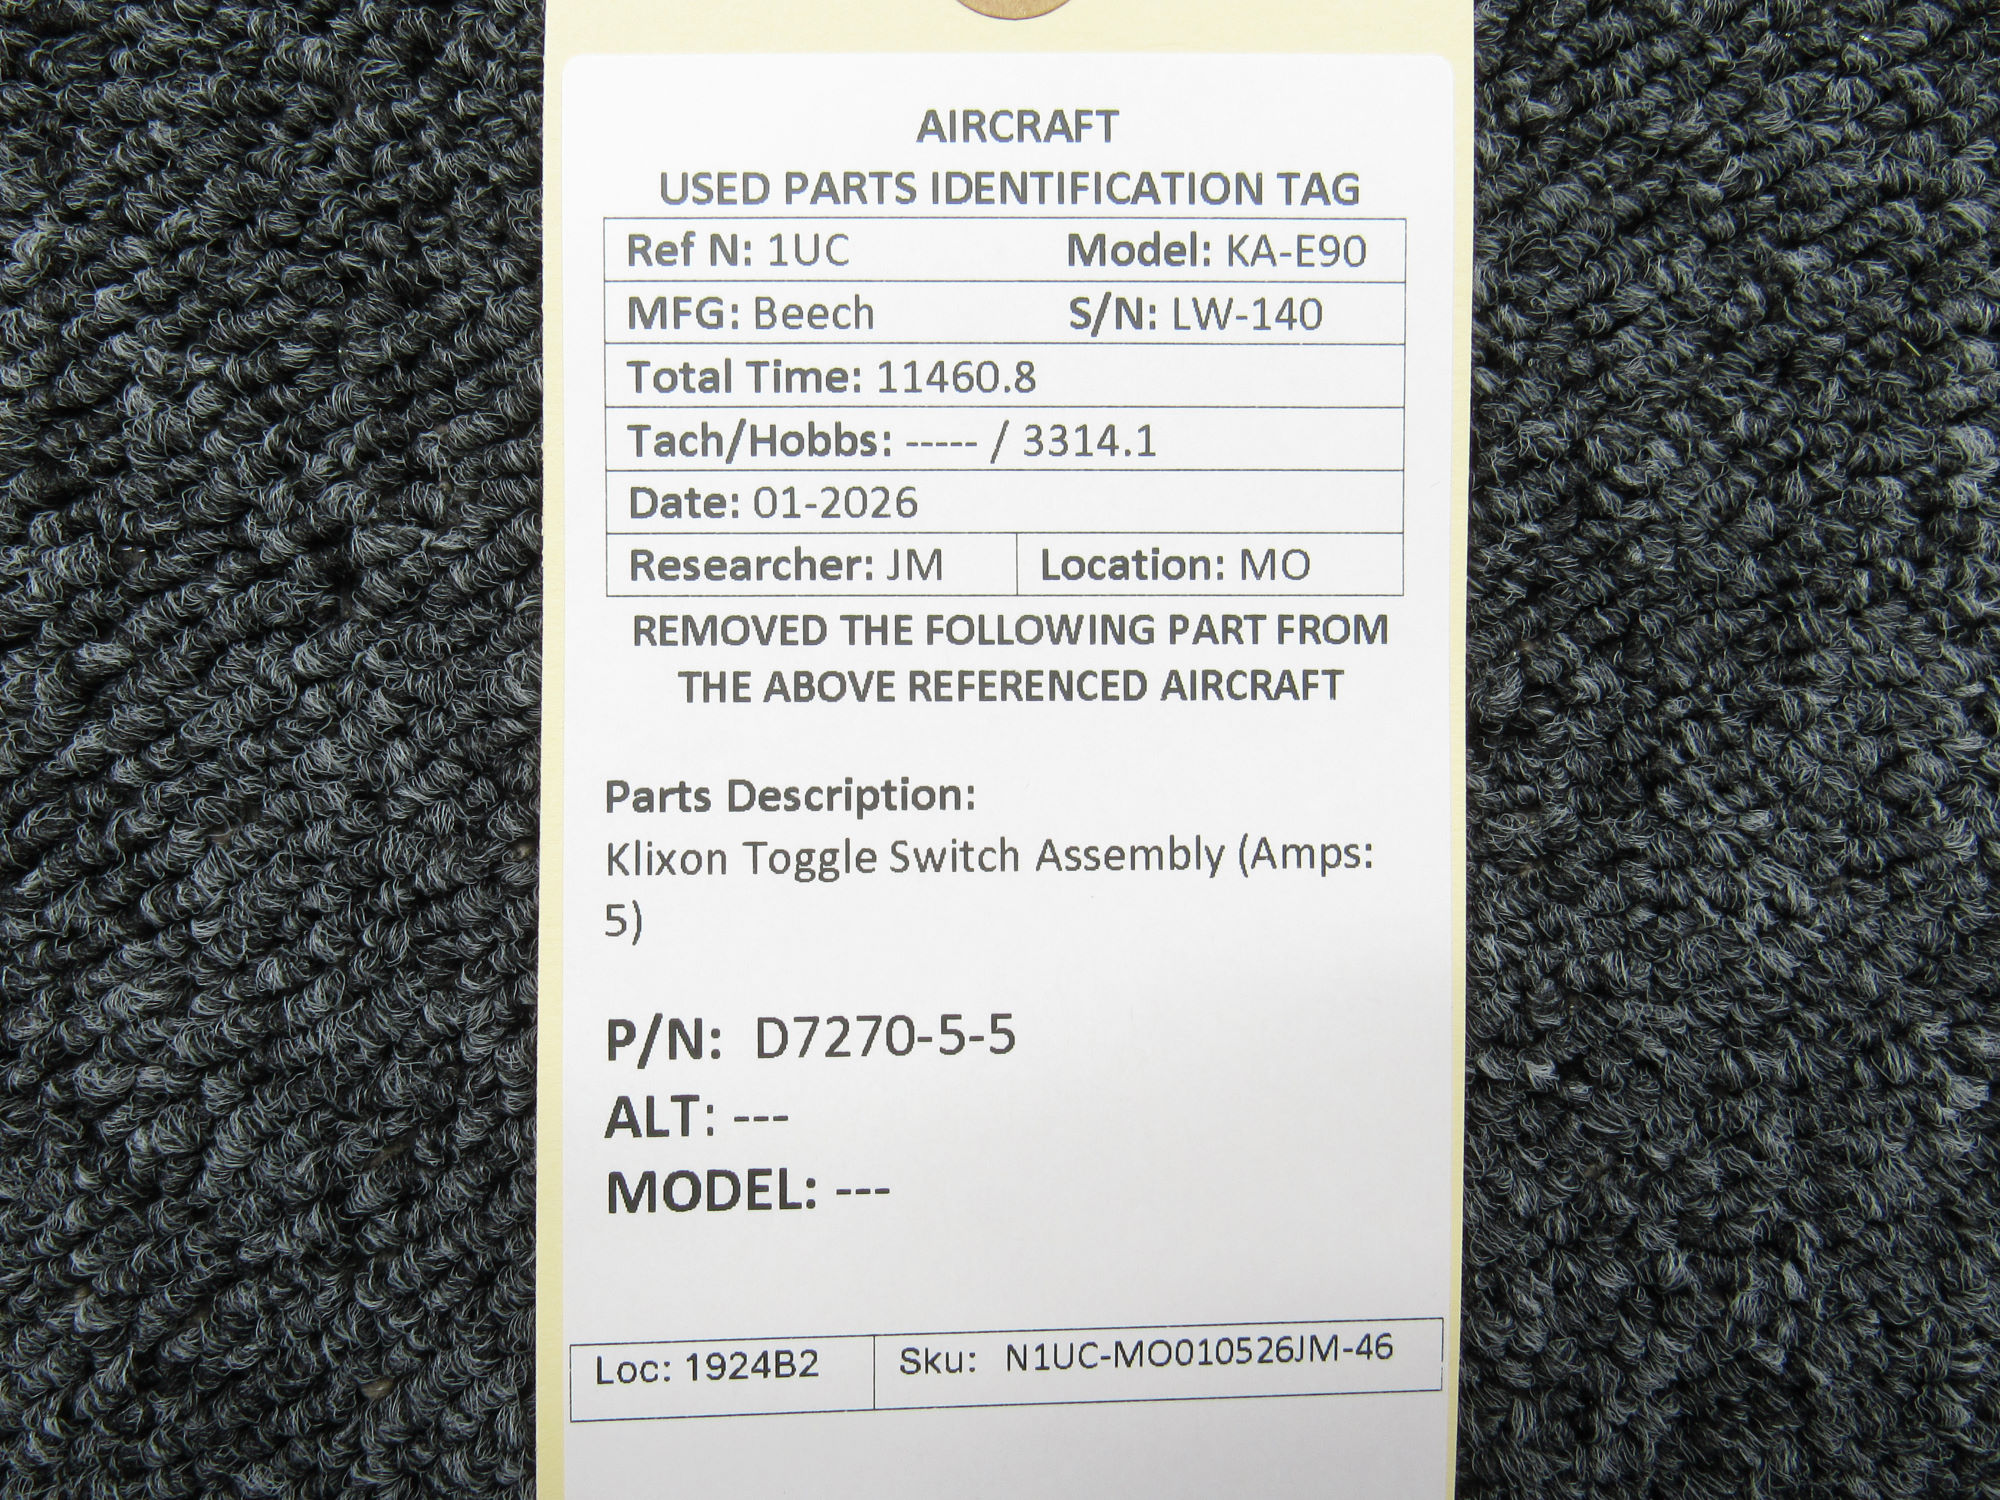 AIRCRAFT
USED PARTS IDENTIFICATION TAG
Ref N: 1UC Model: KA-E90
MFG: Beech S/N: LW-140
Total Time: 11460.8
Tach/Hobbs: ----- / 3314.1
Date: 01-2026
Researcher: JM Location: MO
REMOVED THE FOLLOWING PART FROM
THE ABOVE REFERENCED AIRCRAFT
Parts Description:
Klixon Toggle Switch Assembly (Amps:
5)
P/N: D7270-5-5
ALT: ---
MODEL: ---
Loc: 1924B2 Sku: N1UC-MO010526JM-46